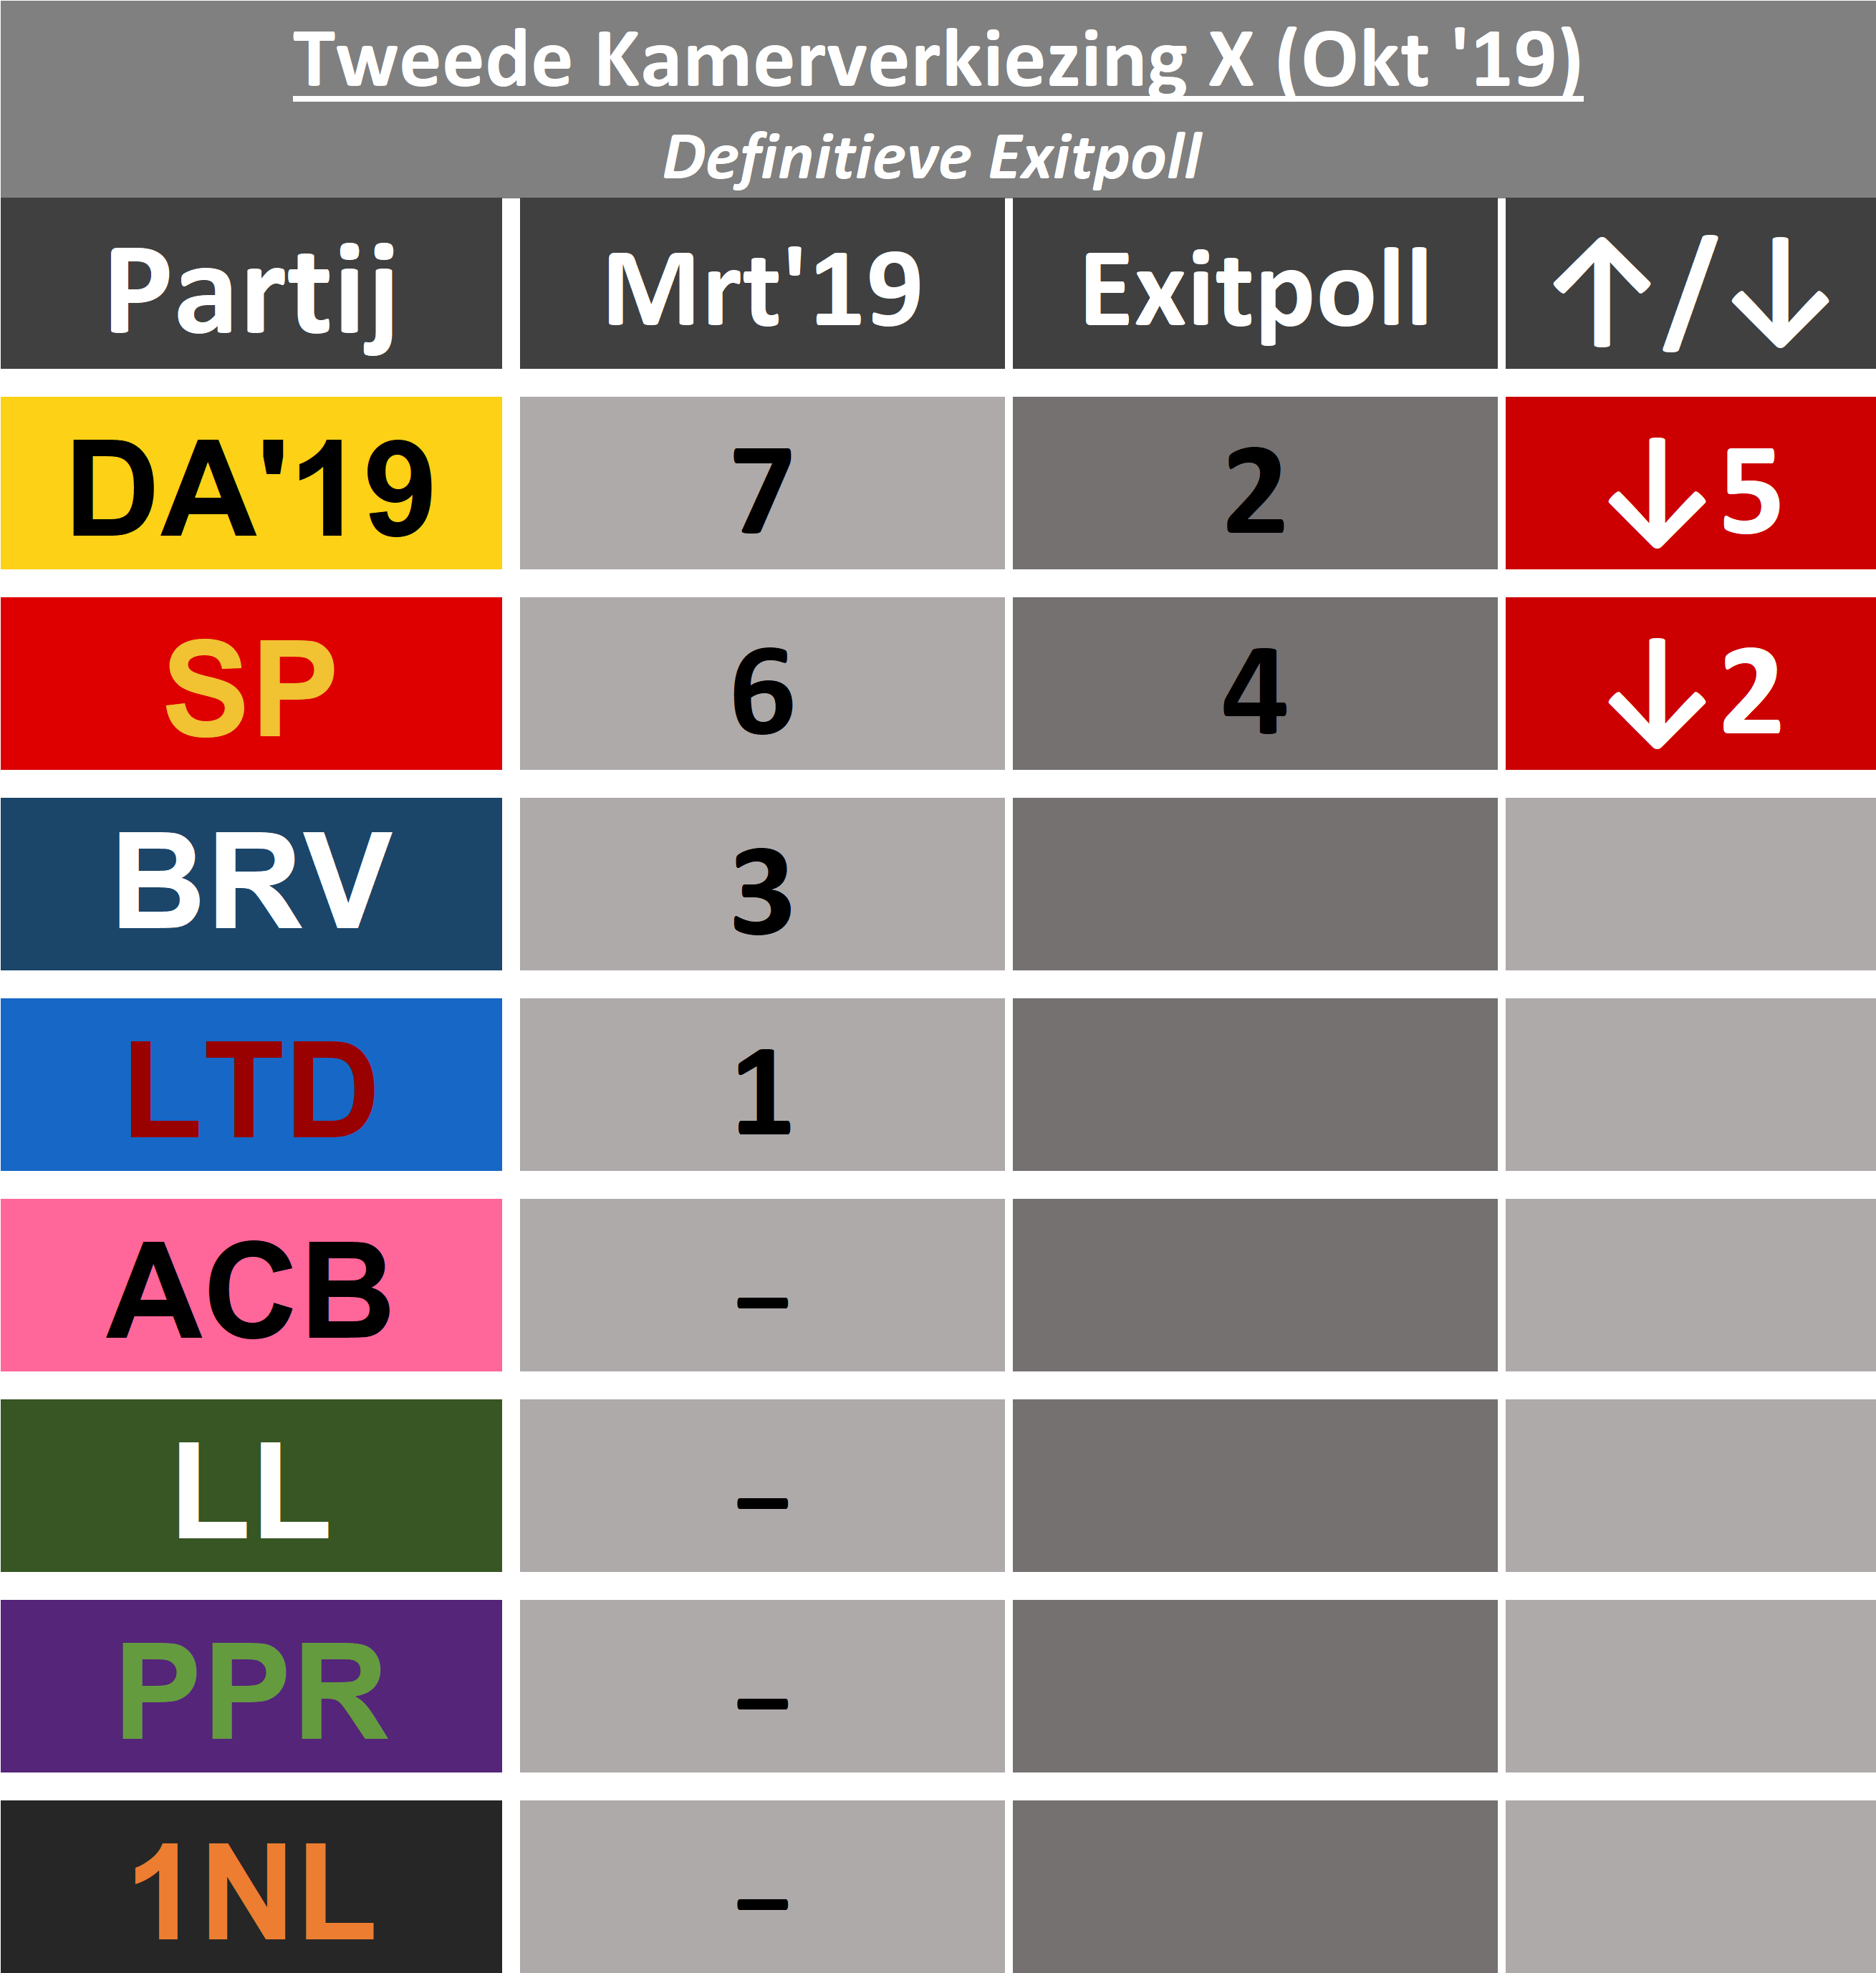 Tweede Kamerverkiezing X (Okt '19)
Definitieve Exitpoll
Partij Mrt'19 Exitpoll ↑/↓
DA'19 7 2 ↓5
SP 6 4 ↓2
BRV 3
LTD 1
ACB –
LL –
PPR –
1NL –